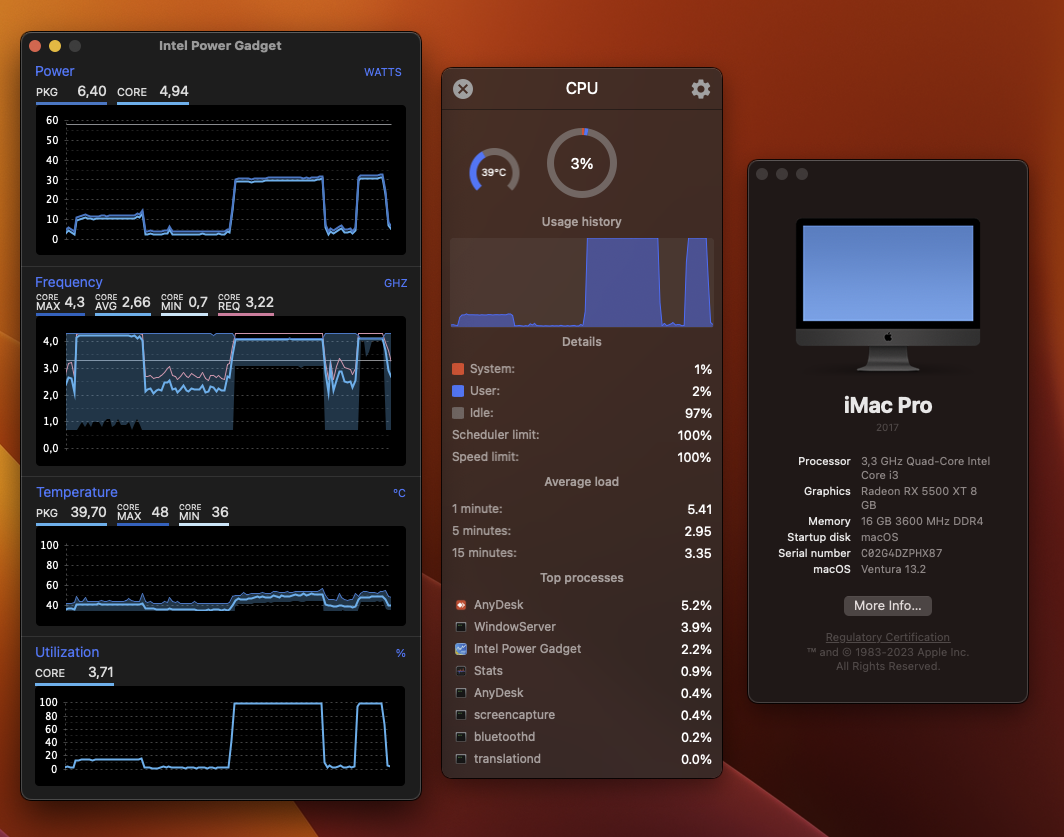 Intel Power Gadget
Power WATTS
PKG 6,40 CORE 4,94
60
50
40
30
20
10
0
Frequency GHZ
CORE MAX 4,3 CORE AVG 2,66 CORE MIN 0,7 CORE REQ 3,22
4,0
3,0
2,0
1,0
0,0
Temperature °C
PKG 39,70 CORE MAX 48 CORE MIN 36
100
80
60
40
Utilization %
CORE 3,71
100
80
60
40
20
0
CPU
39°C
3%
Usage history
Details
System: 1%
User: 2%
Idle: 97%
Scheduler limit: 100%
Speed limit: 100%
Average load
1 minute: 5.41
5 minutes: 2.95
15 minutes: 3.35
Top processes
AnyDesk 5.2%
WindowServer 3.9%
Intel Power Gadget 2.2%
Stats 0.9%
AnyDesk 0.4%
screencapture 0.4%
bluetoothd 0.2%
translationd 0.0%
iMac Pro
2017
Processor 3,3 GHz Quad-Core Intel
Core i3
Graphics Radeon RX 5500 XT 8
GB
Memory 16 GB 3600 MHz DDR4
Startup disk macOS
Serial number C02G4DZPHX87
macOS Ventura 13.2
More Info...
Regulatory Certification
™ and © 1983-2023 Apple Inc.
All Rights Reserved.